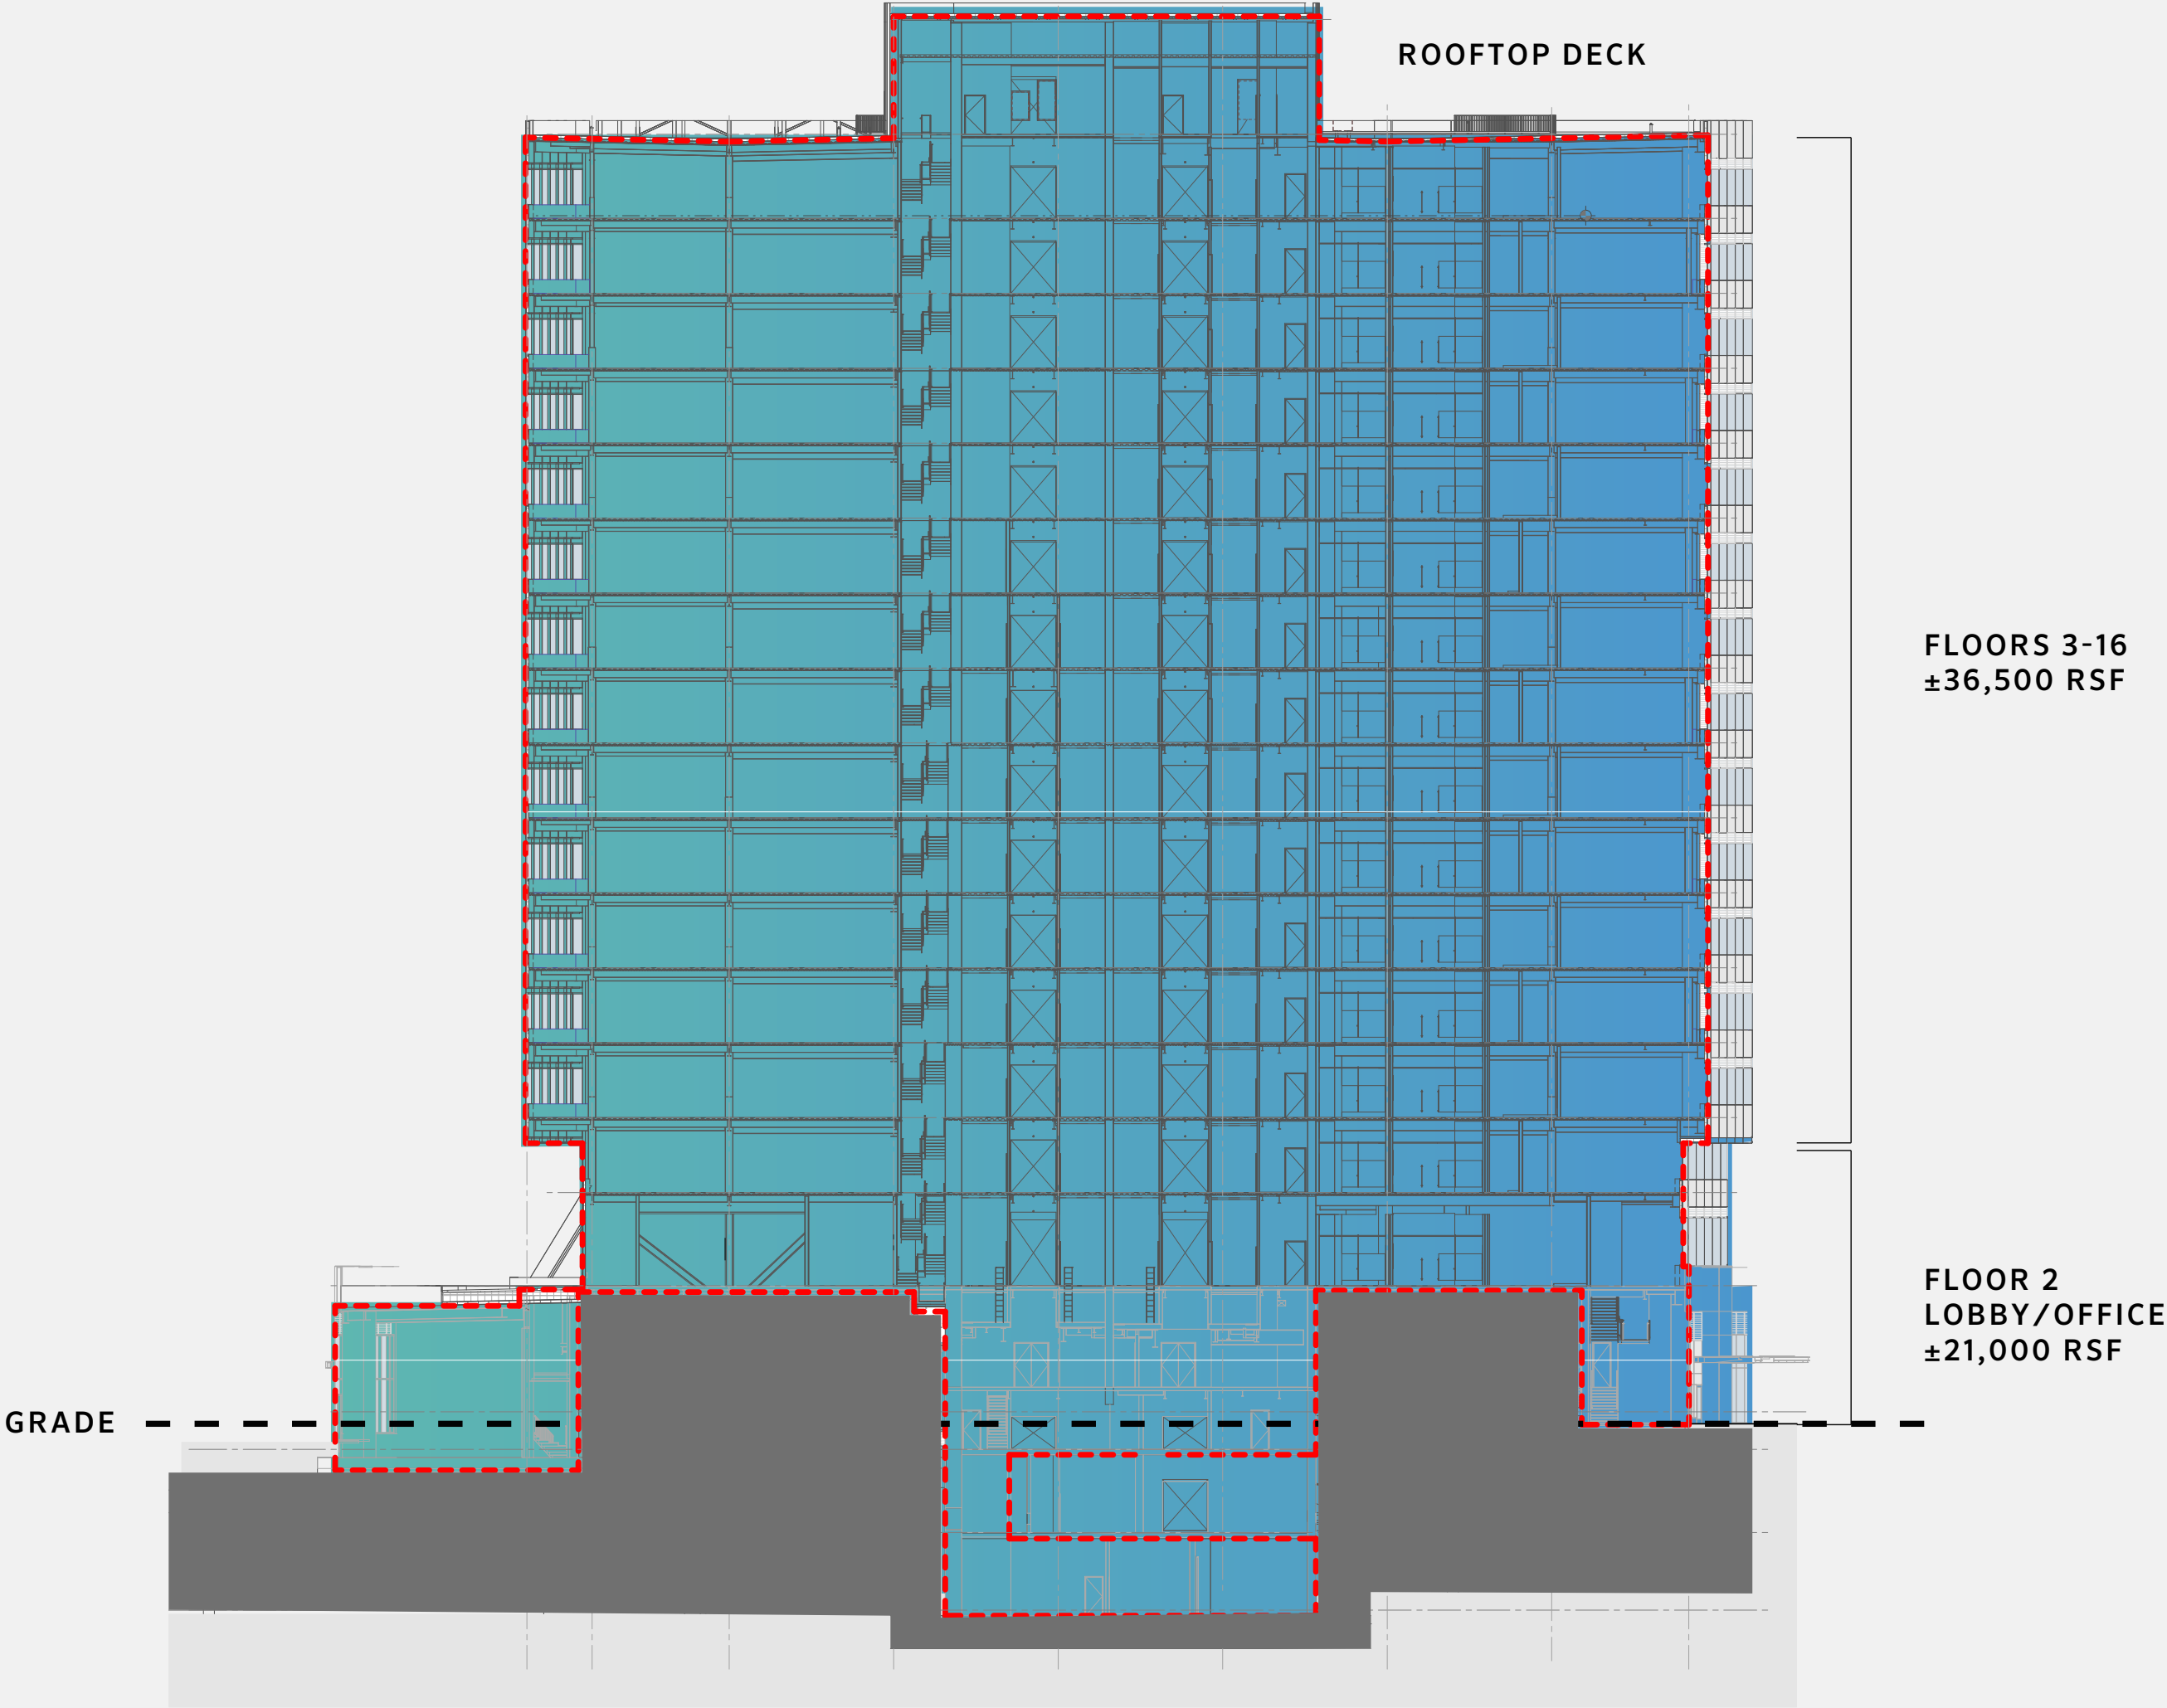 ROOFTOP DECK
FLOORS 3-16
±36,500 RSF
FLOOR 2
LOBBY/OFFICE
±21,000 RSF
GRADE